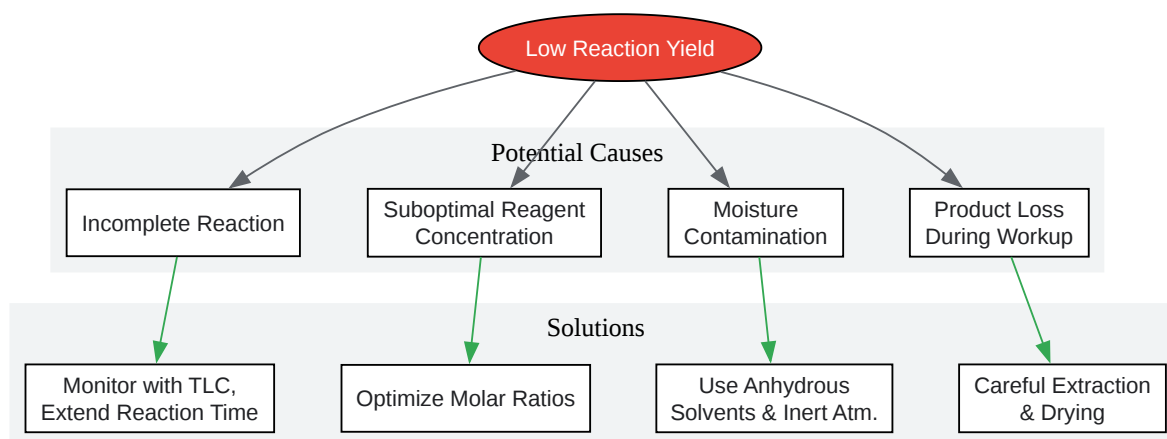 Low Reaction Yield
Potential Causes
Incomplete Reaction
Suboptimal Reagent
Concentration
Moisture
Contamination
Product Loss
During Workup
Solutions
Monitor with TLC,
Extend Reaction Time
Optimize Molar Ratios
Use Anhydrous
Solvents & Inert Atm.
Careful Extraction
& Drying